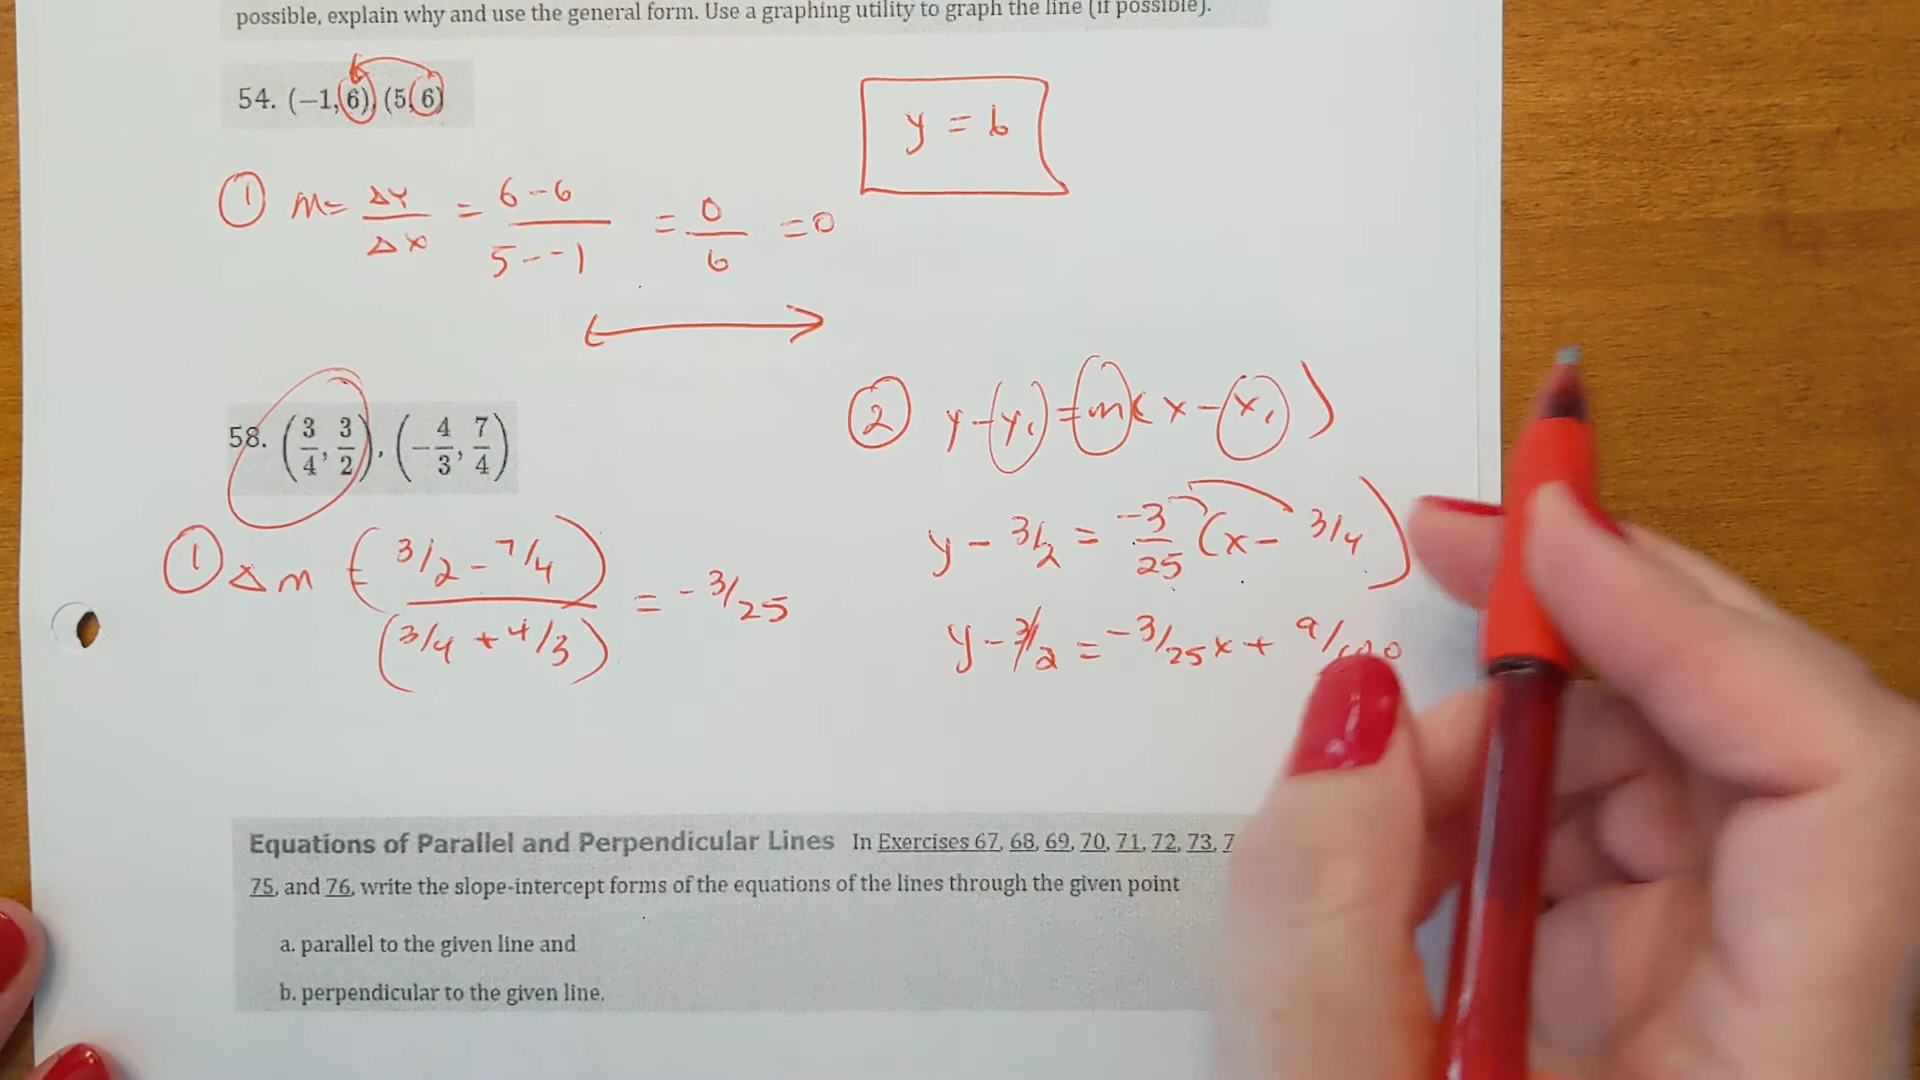 possible, explain why and use the general form. Use a graphing utility to graph the line (if possible).
54. (−1, 6), (5, 6)
y = 6
① m = Δy/Δx = (6 - 6)/(5 - -1) = 0/6 = 0
58. (3/4, 3/2), (−4/3, 7/4)
① Δ m = (3/2 - 7/4)/(3/4 + 4/3) = -3/25
② y - y₁ = m(x - x₁)
y - 3/2 = -3/25 (x - 3/4)
y - 3/2 = -3/25 x + 9/100
Equations of Parallel and Perpendicular Lines In Exercises 67, 68, 69, 70, 71, 72, 73, 7
75, and 76, write the slope-intercept forms of the equations of the lines through the given point
a. parallel to the given line and
b. perpendicular to the given line.